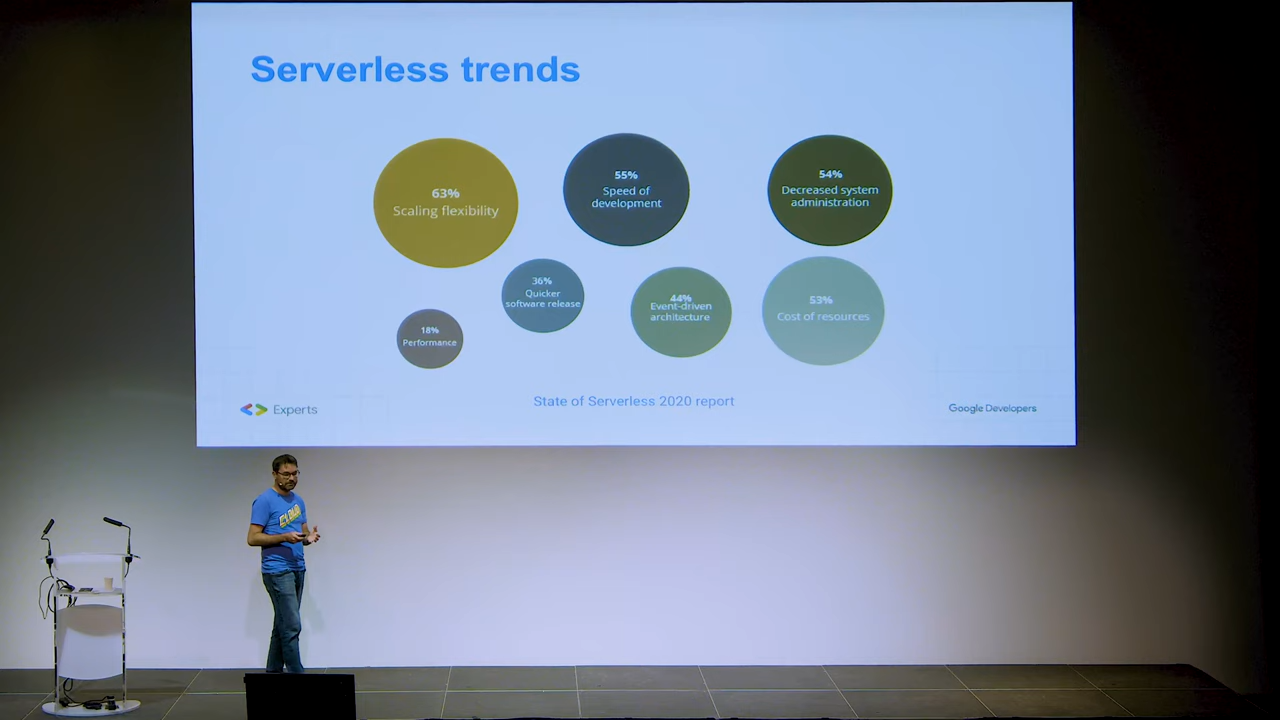 Serverless trends
63%
Scaling flexibility
55%
Speed of
development
54%
Decreased system
administration
18%
Performance
36%
Quicker
software release
44%
Event-driven
architecture
53%
Cost of resources
State of Serverless 2020 report
Experts
Google Developers